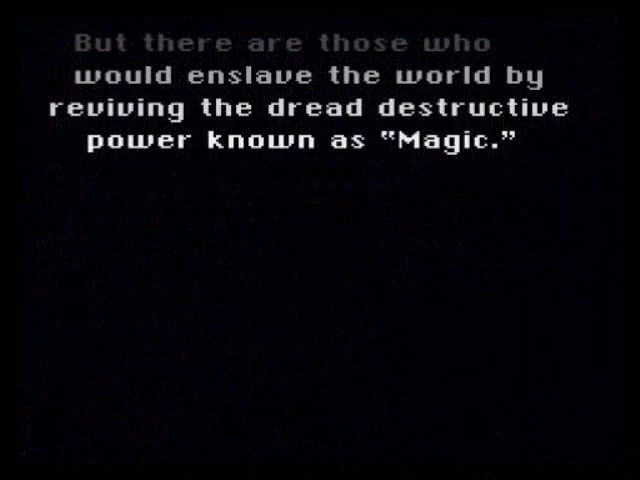 But there are those who
would enslave the world by
reviving the dread destructive
power known as “Magic.”